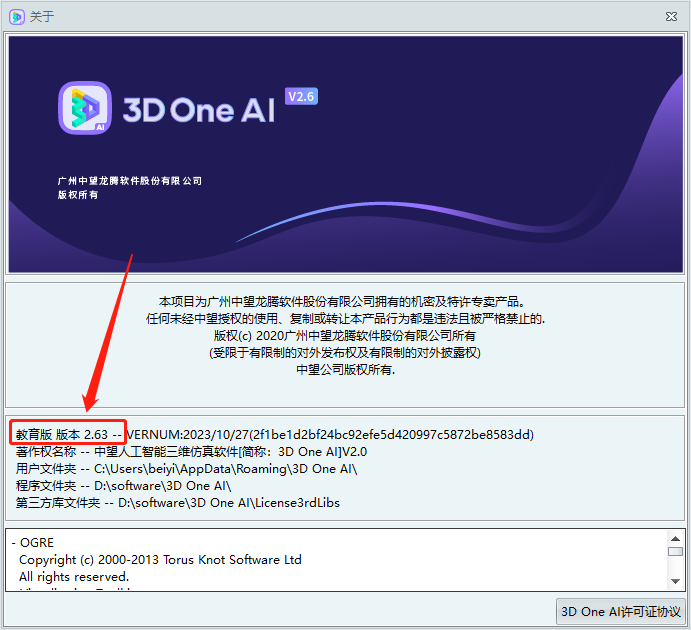 关于
3D One AI V2.6
AI
广州中望龙腾软件股份有限公司
版权所有
本项目为广州中望龙腾软件股份有限公司拥有的机密及特许专卖产品。
任何未经中望授权的使用、复制或转让本产品行为都是违法且被严格禁止的.
版权(c) 2020广州中望龙腾软件股份有限公司所有
(受限于有限制的对外发布权及有限制的对外披露权)
中望公司版权所有.
教育版 版本 2.63 -- VERNUM:2023/10/27(2f1be1d2bf24bc92efe5d420997c5872be8583dd)
著作权名称 -- 中望人工智能三维仿真软件[简称：3D One AI]V2.0
用户文件夹 -- C:\Users\beiyi\AppData\Roaming\3D One AI\
程序文件夹 -- D:\software\3D One AI\
第三方库文件夹 -- D:\software\3D One AI\License3rdLibs
- OGRE
Copyright (c) 2000-2013 Torus Knot Software Ltd
All rights reserved.
3D One AI许可证协议